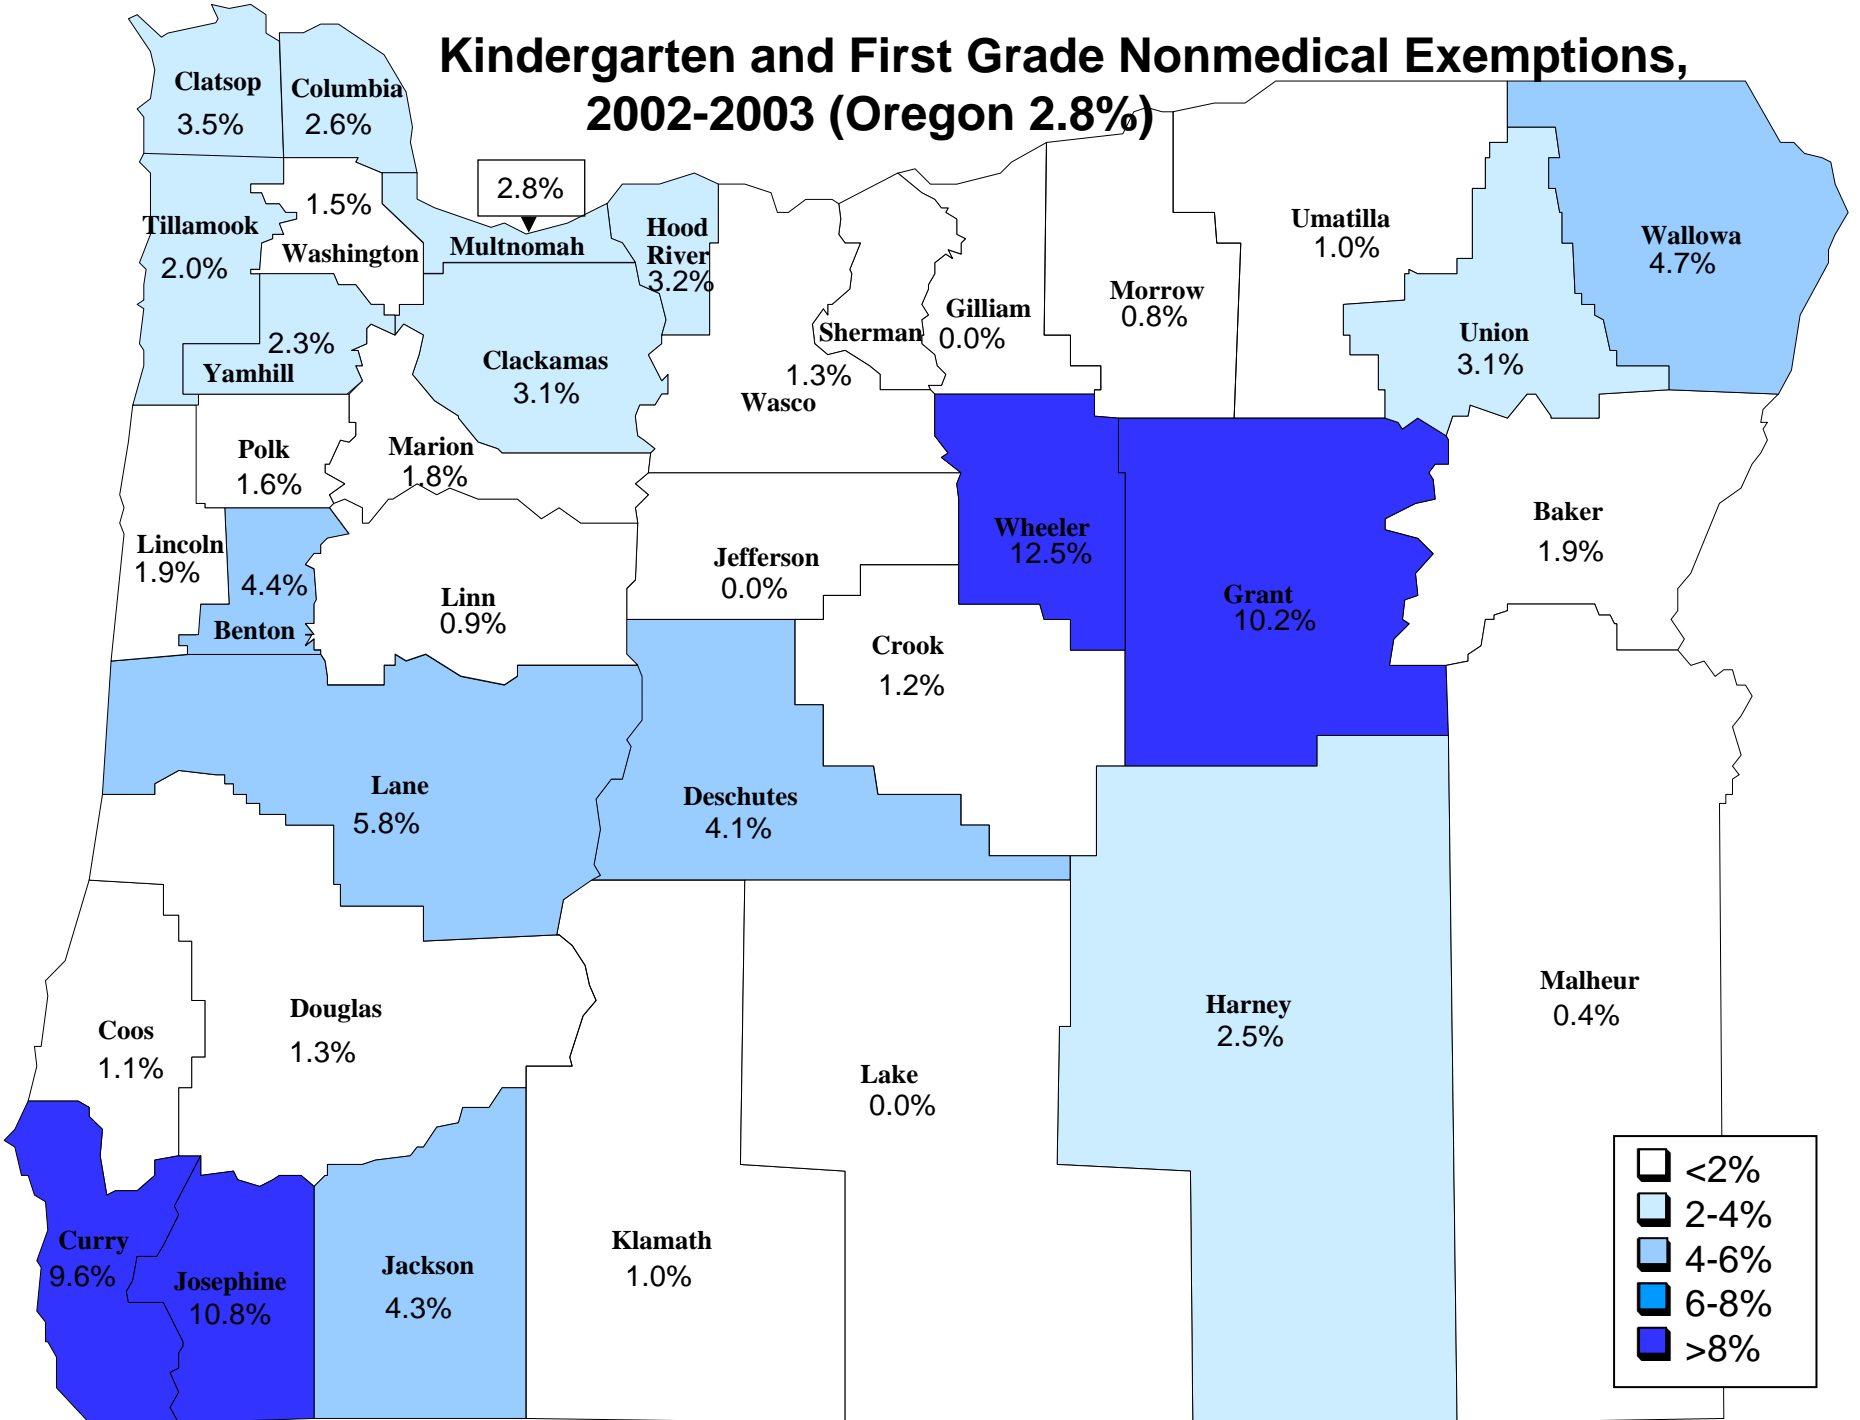 Kindergarten and First Grade Nonmedical Exemptions,
2002-2003 (Oregon 2.8%)
Clatsop
3.5%
Columbia
2.6%
2.8%
Multnomah
1.5%
Washington
Tillamook
2.0%
Hood
River
3.2%
2.3%
Yamhill
Clackamas
3.1%
Sherman
1.3%
Wasco
Gilliam
0.0%
Morrow
0.8%
Umatilla
1.0%
Union
3.1%
Wallowa
4.7%
Polk
1.6%
Marion
1.8%
Lincoln
1.9%
4.4%
Benton
Linn
0.9%
Jefferson
0.0%
Wheeler
12.5%
Grant
10.2%
Baker
1.9%
Crook
1.2%
Lane
5.8%
Deschutes
4.1%
Coos
1.1%
Douglas
1.3%
Lake
0.0%
Harney
2.5%
Malheur
0.4%
Curry
9.6%
Josephine
10.8%
Jackson
4.3%
Klamath
1.0%
<2%
2-4%
4-6%
6-8%
>8%